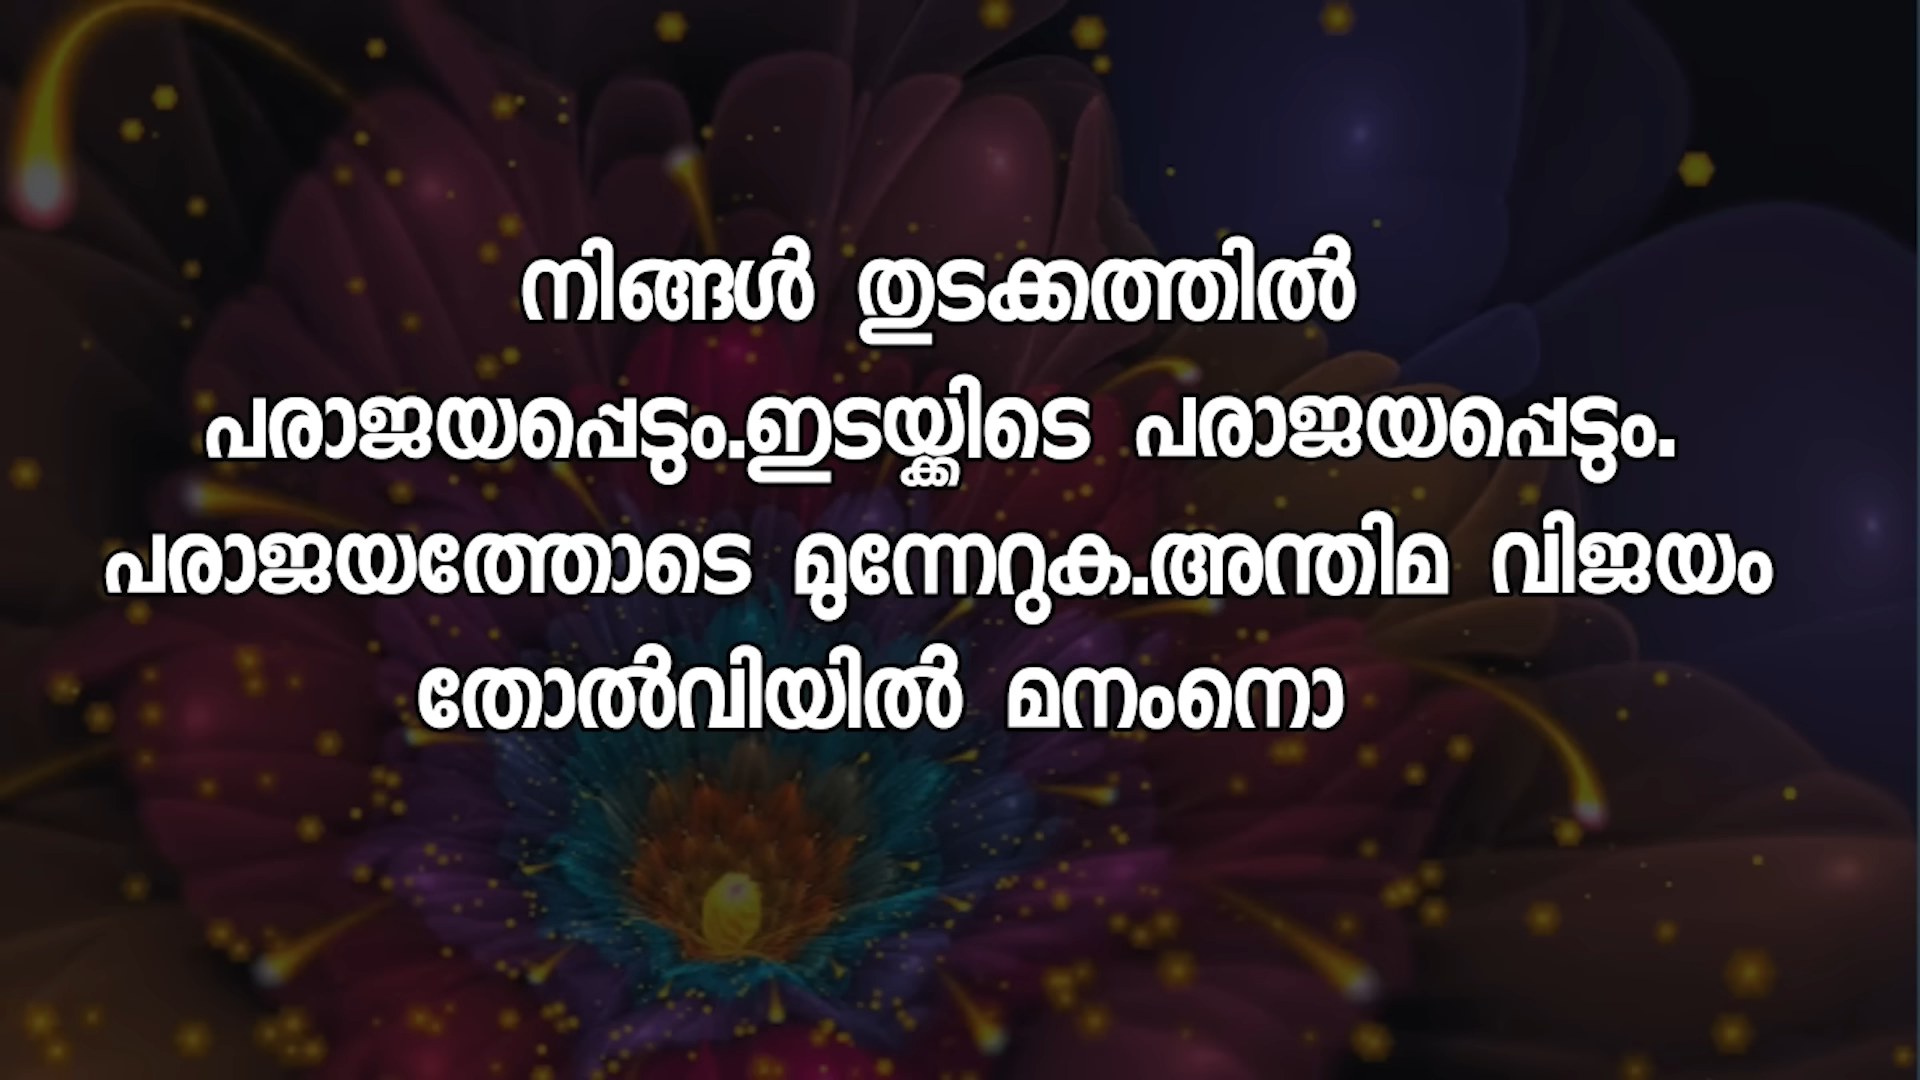 നിങ്ങൾ തുടക്കത്തിൽ
പരാജയപ്പെടും.ഇടയ്ക്കിടെ പരാജയപ്പെടും.
പരാജയത്തോടെ മുന്നേറുക.അന്തിമ വിജയം
തോൽവിയിൽ മനംനൊ